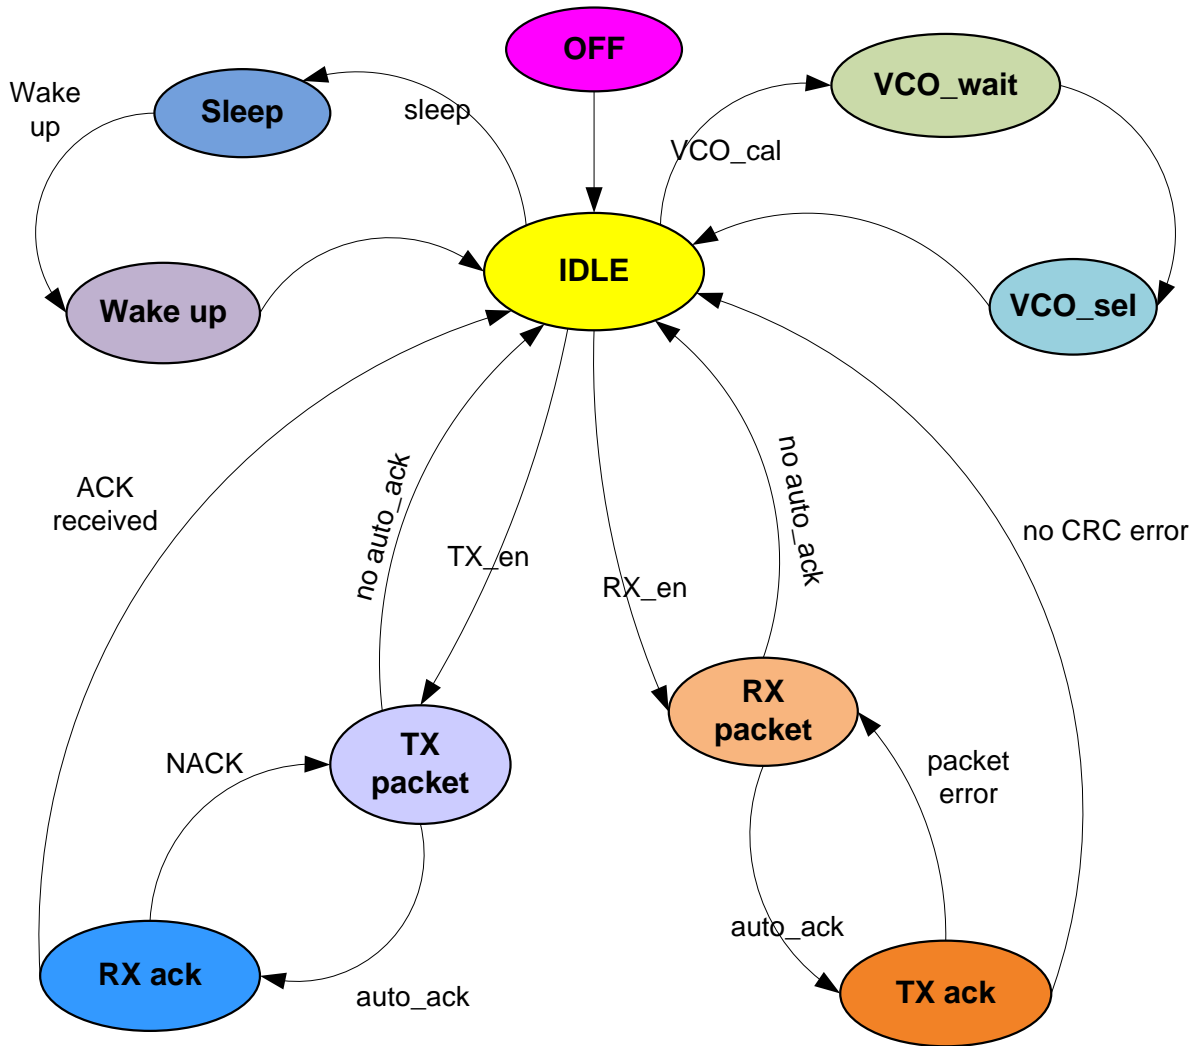 OFF
VCO_wait
Wake
up
Sleep
sleep
VCO_cal
IDLE
Wake up
VCO_sel
ACK
received
no auto_ack
TX_en
RX_en
no auto_ack
no CRC error
RX
packet
TX
packet
NACK
packet
error
auto_ack
RX ack
auto_ack
TX ack